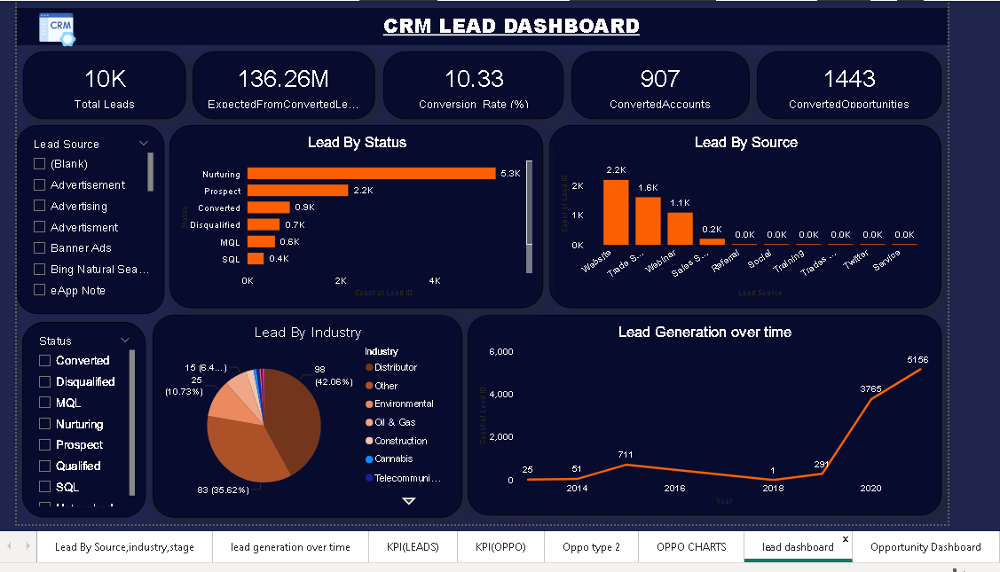 CRM
CRM LEAD DASHBOARD
10K
Total Leads
136.26M
ExpectedFromConvertedLe...
10.33
Conversion_Rate (%)
907
ConvertedAccounts
1443
ConvertedOpportunities
Lead Source
(Blank)
Advertisement
Advertising
Advertisment
Banner Ads
Bing Natural Sea...
eApp Note
Lead By Status
Status
Nurturing
5.3K
Prospect
2.2K
Converted
0.9K
Disqualified
0.7K
MQL
0.6K
SQL
0.4K
0K
2K
4K
Count of Lead ID
Lead By Source
Count of Lead ID
2K
1K
0K
2.2K
1.6K
1.1K
0.2K
0.0K
0.0K
0.0K
0.0K
0.0K
0.0K
Website
Trade S...
Webinar
Sales S...
Referral
Social
Training
Trades ...
Twitter
Service
Lead Source
Status
Converted
Disqualified
MQL
Nurturing
Prospect
Qualified
SQL
Lead By Industry
15 (6.4...)
25
(10.73%)
98
(42.06%)
83 (35.62%)
Industry
Distributor
Other
Environmental
Oil & Gas
Construction
Cannabis
Telecommuni...
Lead Generation over time
Count of Lead ID
6,000
4,000
2,000
0
25
51
711
1
291
3765
5156
2014
2016
2018
2020
Year
Lead By Source,industry,stage
lead generation over time
KPI(LEADS)
KPI(OPPO)
Oppo type 2
OPPO CHARTS
lead dashboard
x
Opportunity Dashboard